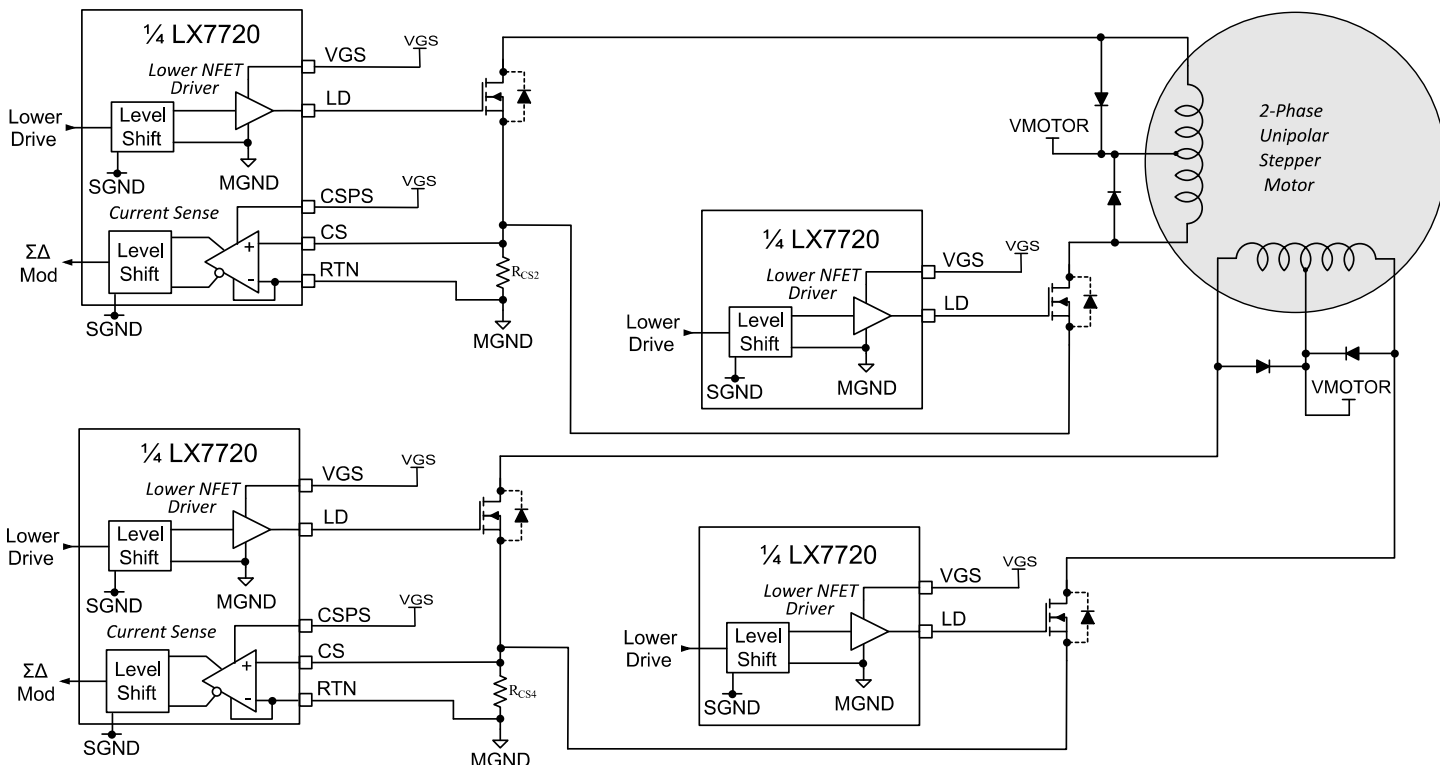 ¼ LX7720
VGS
VGS
Lower NFET
Driver
LD
Lower
Drive
Level
Shift
SGND
MGND
CSPS
VGS
Current Sense
CS
+
ΣΔ
Mod
Level
Shift
-
RTN
RCS2
SGND
MGND
¼ LX7720
VGS
VGS
Lower NFET
Driver
LD
Lower
Drive
Level
Shift
SGND
MGND
VMOTOR
2-Phase
Unipolar
Stepper
Motor
VMOTOR
¼ LX7720
VGS
VGS
Lower NFET
Driver
LD
Lower
Drive
Level
Shift
SGND
MGND
CSPS
VGS
Current Sense
CS
+
ΣΔ
Mod
Level
Shift
-
RTN
RCS4
SGND
MGND
¼ LX7720
VGS
VGS
Lower NFET
Driver
LD
Lower
Drive
Level
Shift
SGND
MGND